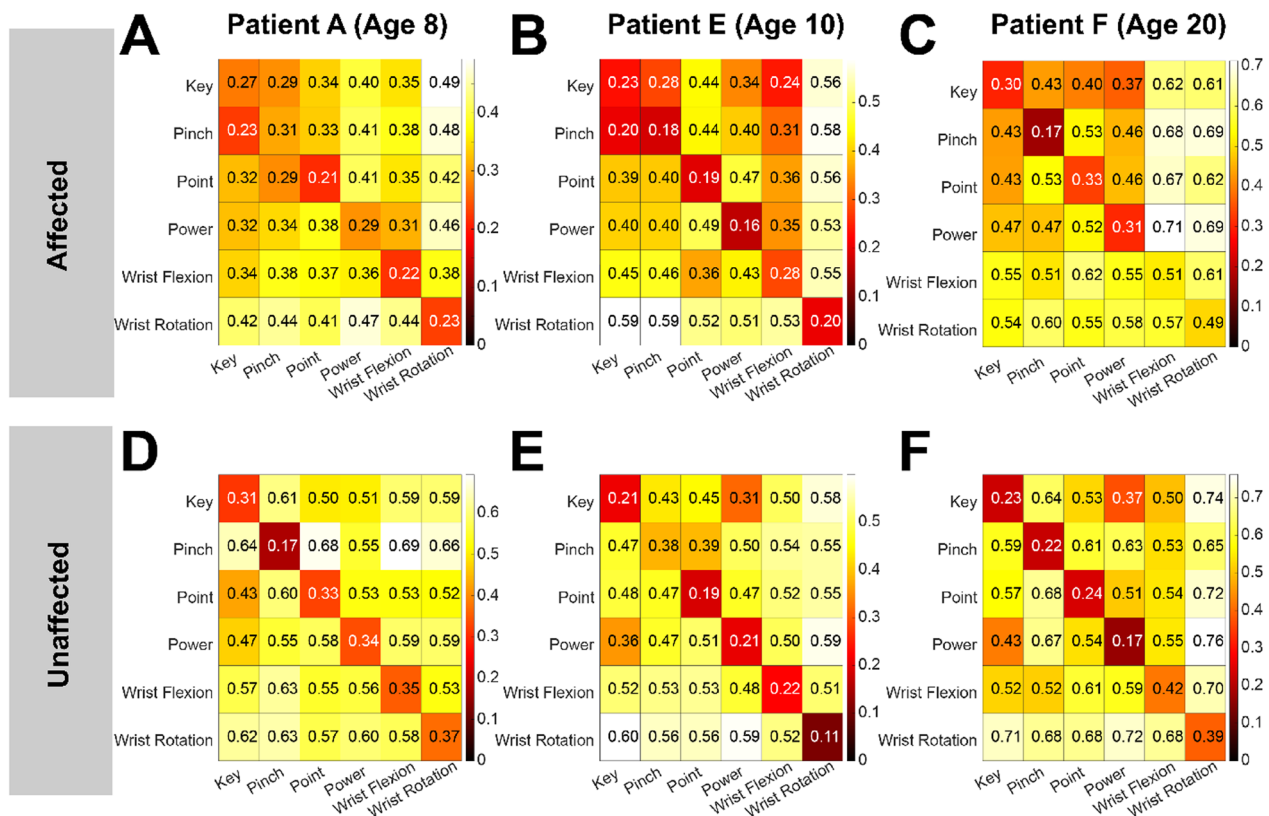 A Patient A (Age 8)
Affected
Key 0.27 0.29 0.34 0.40 0.35 0.49
Pinch 0.23 0.31 0.33 0.41 0.38 0.48
Point 0.32 0.29 0.21 0.41 0.35 0.42
Power 0.32 0.34 0.38 0.29 0.31 0.46
Wrist Flexion 0.34 0.38 0.37 0.36 0.22 0.38
Wrist Rotation 0.42 0.44 0.41 0.47 0.44 0.23
Key Pinch Point Power Wrist Flexion Wrist Rotation
0.4
0.3
0.2
0.1
0
B Patient E (Age 10)
Key 0.23 0.28 0.44 0.34 0.24 0.56
Pinch 0.20 0.18 0.44 0.40 0.31 0.58
Point 0.39 0.40 0.19 0.47 0.36 0.56
Power 0.40 0.40 0.49 0.16 0.35 0.53
Wrist Flexion 0.45 0.46 0.36 0.43 0.28 0.55
Wrist Rotation 0.59 0.59 0.52 0.51 0.53 0.20
Key Pinch Point Power Wrist Flexion Wrist Rotation
0.5
0.4
0.3
0.2
0.1
0
C Patient F (Age 20)
Key 0.30 0.43 0.40 0.37 0.62 0.61
Pinch 0.43 0.17 0.53 0.46 0.68 0.69
Point 0.43 0.53 0.33 0.46 0.67 0.62
Power 0.47 0.47 0.52 0.31 0.71 0.69
Wrist Flexion 0.55 0.51 0.62 0.55 0.51 0.61
Wrist Rotation 0.54 0.60 0.55 0.58 0.57 0.49
Key Pinch Point Power Wrist Flexion Wrist Rotation
0.7
0.6
0.5
0.4
0.3
0.2
0.1
0
Unaffected
D
Key 0.31 0.61 0.50 0.51 0.59 0.59
Pinch 0.64 0.17 0.68 0.55 0.69 0.66
Point 0.43 0.60 0.33 0.53 0.53 0.52
Power 0.47 0.55 0.58 0.34 0.59 0.59
Wrist Flexion 0.57 0.63 0.55 0.56 0.35 0.53
Wrist Rotation 0.62 0.63 0.57 0.60 0.58 0.37
Key Pinch Point Power Wrist Flexion Wrist Rotation
0.6
0.5
0.4
0.3
0.2
0.1
0
E
Key 0.21 0.43 0.45 0.31 0.50 0.58
Pinch 0.47 0.38 0.39 0.50 0.54 0.55
Point 0.48 0.47 0.19 0.47 0.52 0.55
Power 0.36 0.47 0.51 0.21 0.50 0.59
Wrist Flexion 0.52 0.53 0.53 0.48 0.22 0.51
Wrist Rotation 0.60 0.56 0.56 0.59 0.52 0.11
Key Pinch Point Power Wrist Flexion Wrist Rotation
0.5
0.4
0.3
0.2
0.1
0
F
Key 0.23 0.64 0.53 0.37 0.50 0.74
Pinch 0.59 0.22 0.61 0.63 0.53 0.65
Point 0.57 0.68 0.24 0.51 0.54 0.72
Power 0.43 0.67 0.54 0.17 0.55 0.76
Wrist Flexion 0.52 0.52 0.61 0.59 0.42 0.70
Wrist Rotation 0.71 0.68 0.68 0.72 0.68 0.39
Key Pinch Point Power Wrist Flexion Wrist Rotation
0.7
0.6
0.5
0.4
0.3
0.2
0.1
0